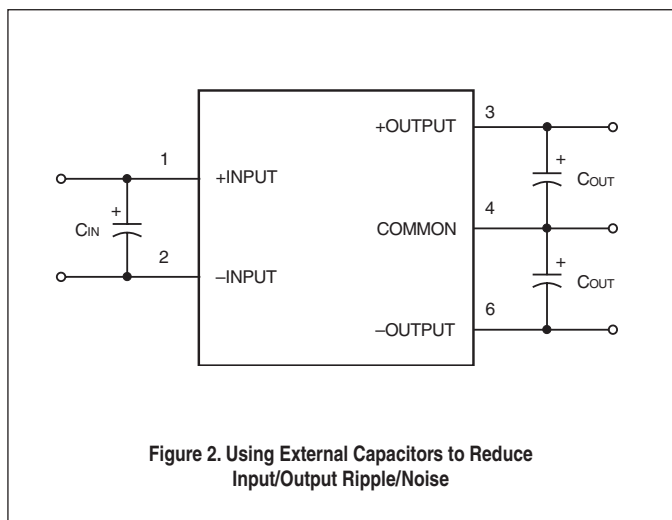 3
+OUTPUT
+
1
+INPUT
COUT
+
4
CIN
COMMON
+
2
–INPUT
COUT
6
–OUTPUT
Figure 2. Using External Capacitors to Reduce
Input/Output Ripple/Noise